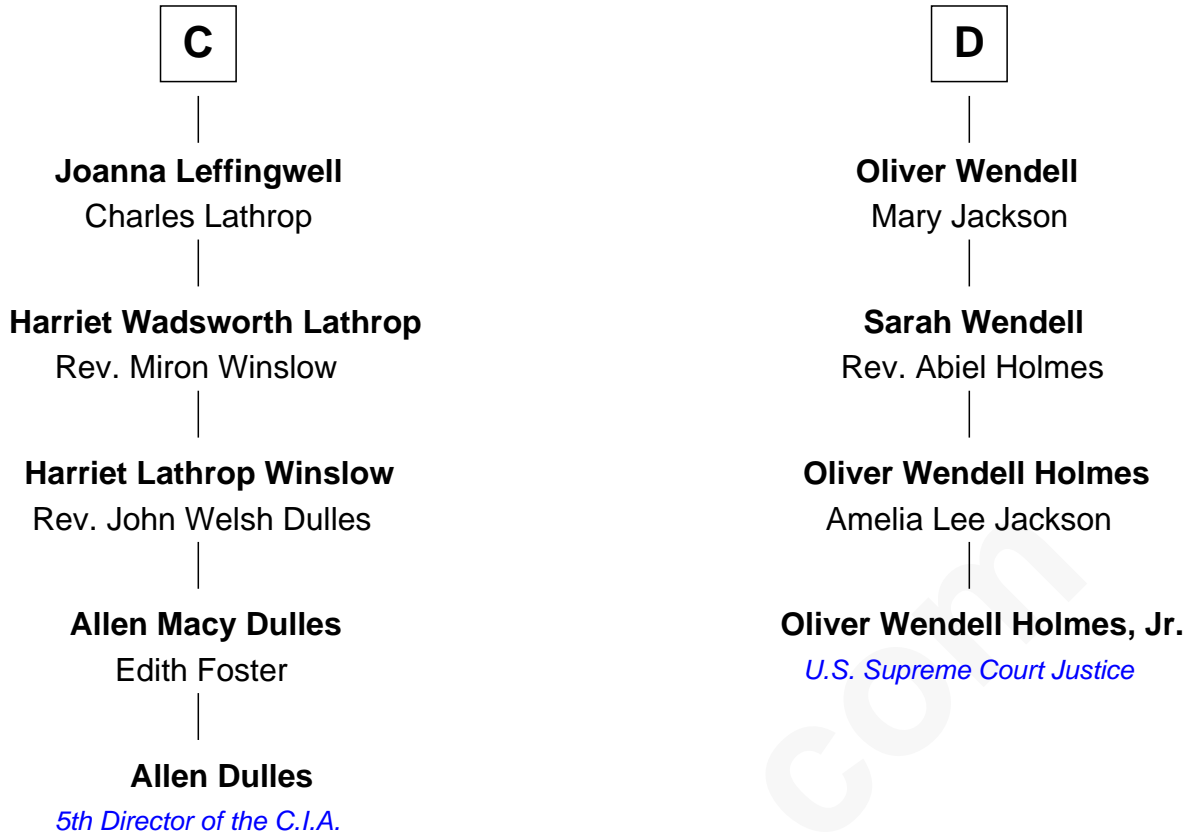 C
Joanna Leffingwell
Charles Lathrop
Harriet Wadsworth Lathrop
Rev. Miron Winslow
Harriet Lathrop Winslow
Rev. John Welsh Dulles
Allen Macy Dulles
Edith Foster
Allen Dulles
5th Director of the C.I.A.
D
Oliver Wendell
Mary Jackson
Sarah Wendell
Rev. Abiel Holmes
Oliver Wendell Holmes
Amelia Lee Jackson
Oliver Wendell Holmes, Jr.
U.S. Supreme Court Justice
com